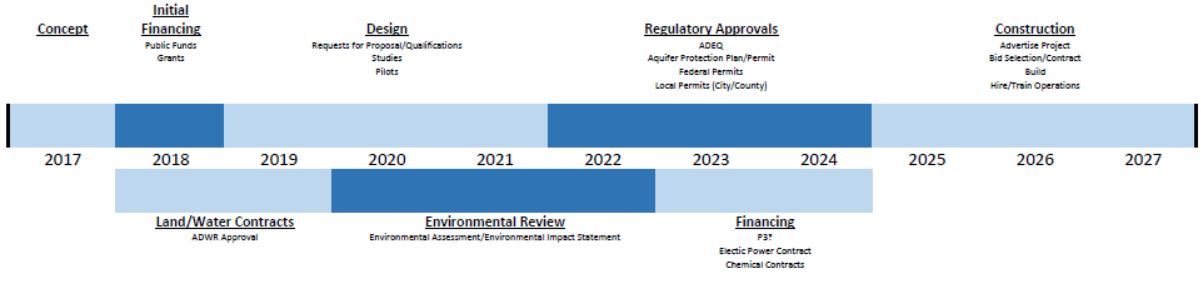 Concept
Initial
Financing
Public Funds
Grants
Design
Requests for Proposal/Qualifications
Studies
Pilots
Regulatory Approvals
ADEQ
Aquifer Protection Plan/Permit
Federal Permits
Local Permits (City/County)
Construction
Advertise Project
Bid Selection/Contract
Build
Hire/Train Operations
2017 2018 2019 2020 2021 2022 2023 2024 2025 2026 2027
Land/Water Contracts
ADWR Approval
Environmental Review
Environmental Assessment/Environmental Impact Statement
Financing
P3?
Electic Power Contract
Chemical Contracts